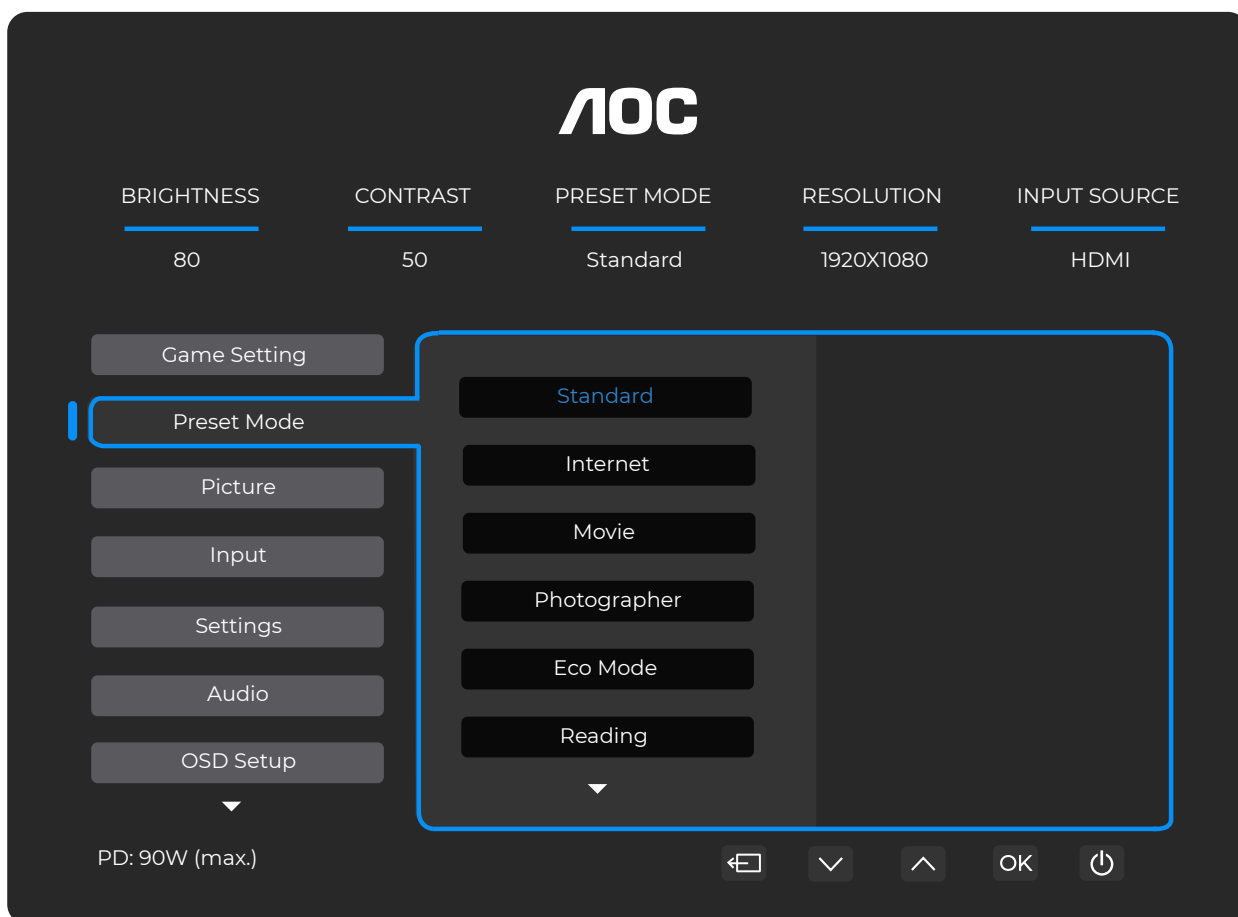 AOC
BRIGHTNESS CONTRAST PRESET MODE RESOLUTION INPUT SOURCE
80 50 Standard 1920X1080 HDMI
Game Setting
Preset Mode
Picture
Input
Settings
Audio
OSD Setup
Standard
Internet
Movie
Photographer
Eco Mode
Reading
PD: 90W (max.)
OK